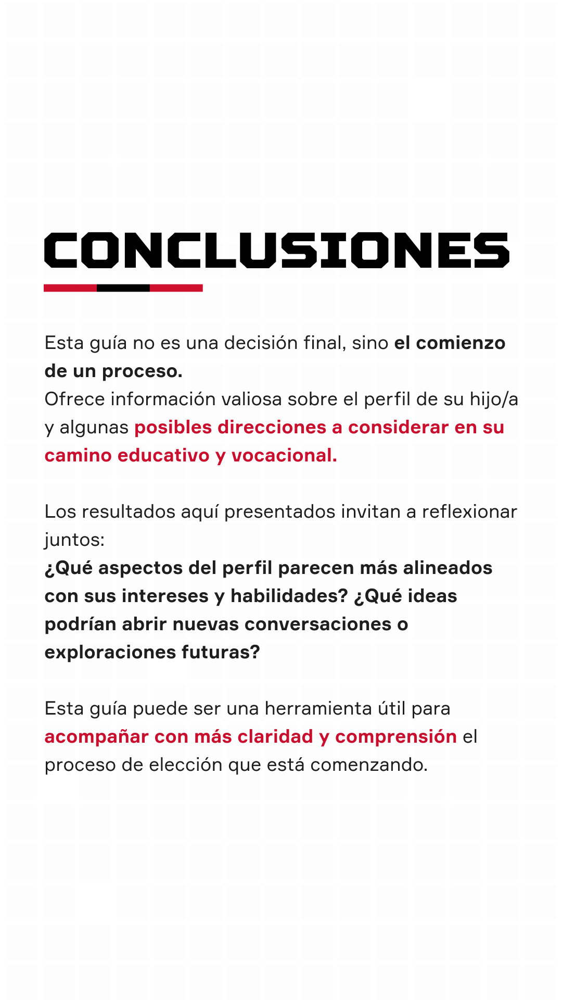 CONCLUSIONES
Esta guía no es una decisión final, sino el comienzo
de un proceso.
Ofrece información valiosa sobre el perfil de su hijo/a
y algunas posibles direcciones a considerar en su
camino educativo y vocacional.
Los resultados aquí presentados invitan a reflexionar
juntos:
¿Qué aspectos del perfil parecen más alineados
con sus intereses y habilidades? ¿Qué ideas
podrían abrir nuevas conversaciones o
exploraciones futuras?
Esta guía puede ser una herramienta útil para
acompañar con más claridad y comprensión el
proceso de elección que está comenzando.